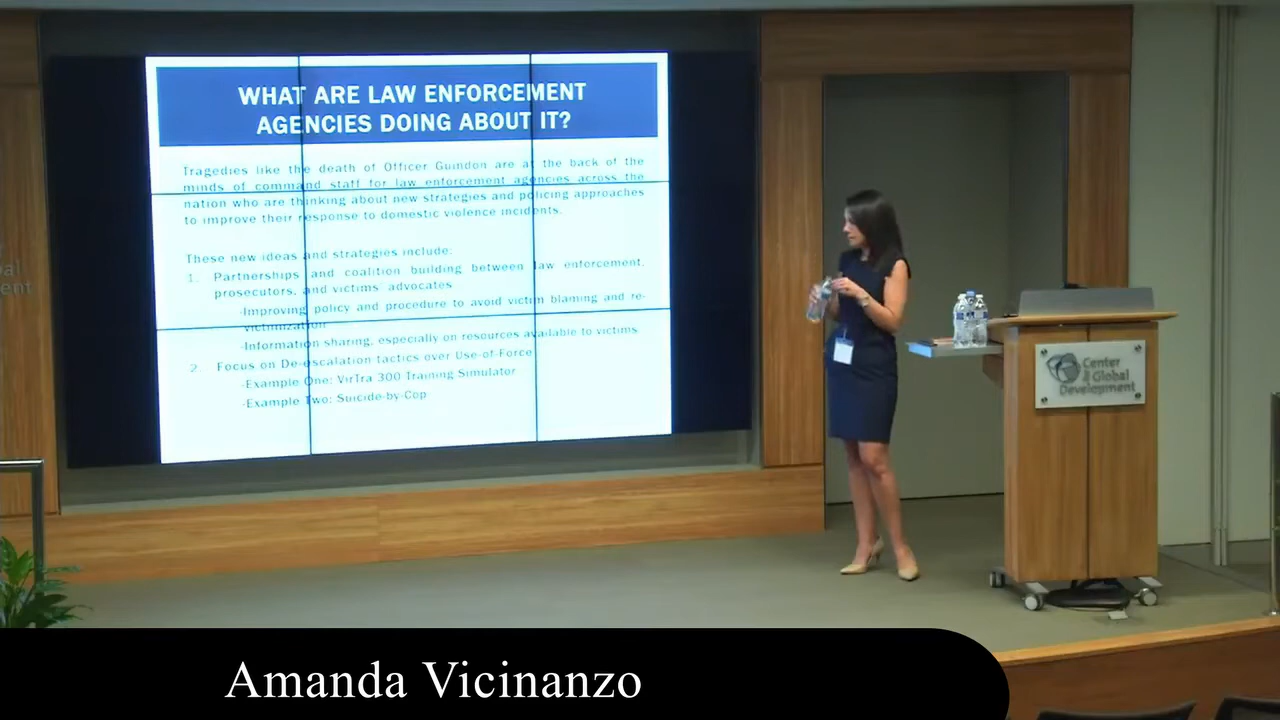 WHAT ARE LAW ENFORCEMENT
AGENCIES DOING ABOUT IT?
Tragedies like the death of Officer Guindon are at the back of the
minds of command staff for law enforcement agencies across the
nation who are thinking about new strategies and policing approaches
to improve their response to domestic violence incidents.
These new ideas and strategies include:
1. Partnerships and coalition building between law enforcement,
prosecutors, and victims' advocates
-Improving policy and procedure to avoid victim blaming and re-
victimization
-Information sharing, especially on resources available to victims
2. Focus on De-escalation tactics over Use-of-Force
-Example One: VirTra 300 Training Simulator
-Example Two: Suicide-by-Cop
Center
for
Global
Development
Amanda Vicinanzo